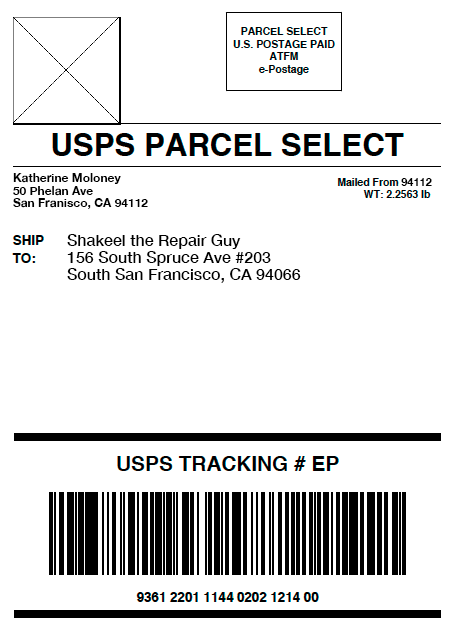 PARCEL SELECT
U.S. POSTAGE PAID
ATFM
e-Postage
USPS PARCEL SELECT
Katherine Moloney
50 Phelan Ave
San Franisco, CA 94112
Mailed From 94112
WT: 2.2563 lb
SHIP TO:
Shakeel the Repair Guy
156 South Spruce Ave #203
South San Francisco, CA 94066
USPS TRACKING # EP
9361 2201 1144 0202 1214 00